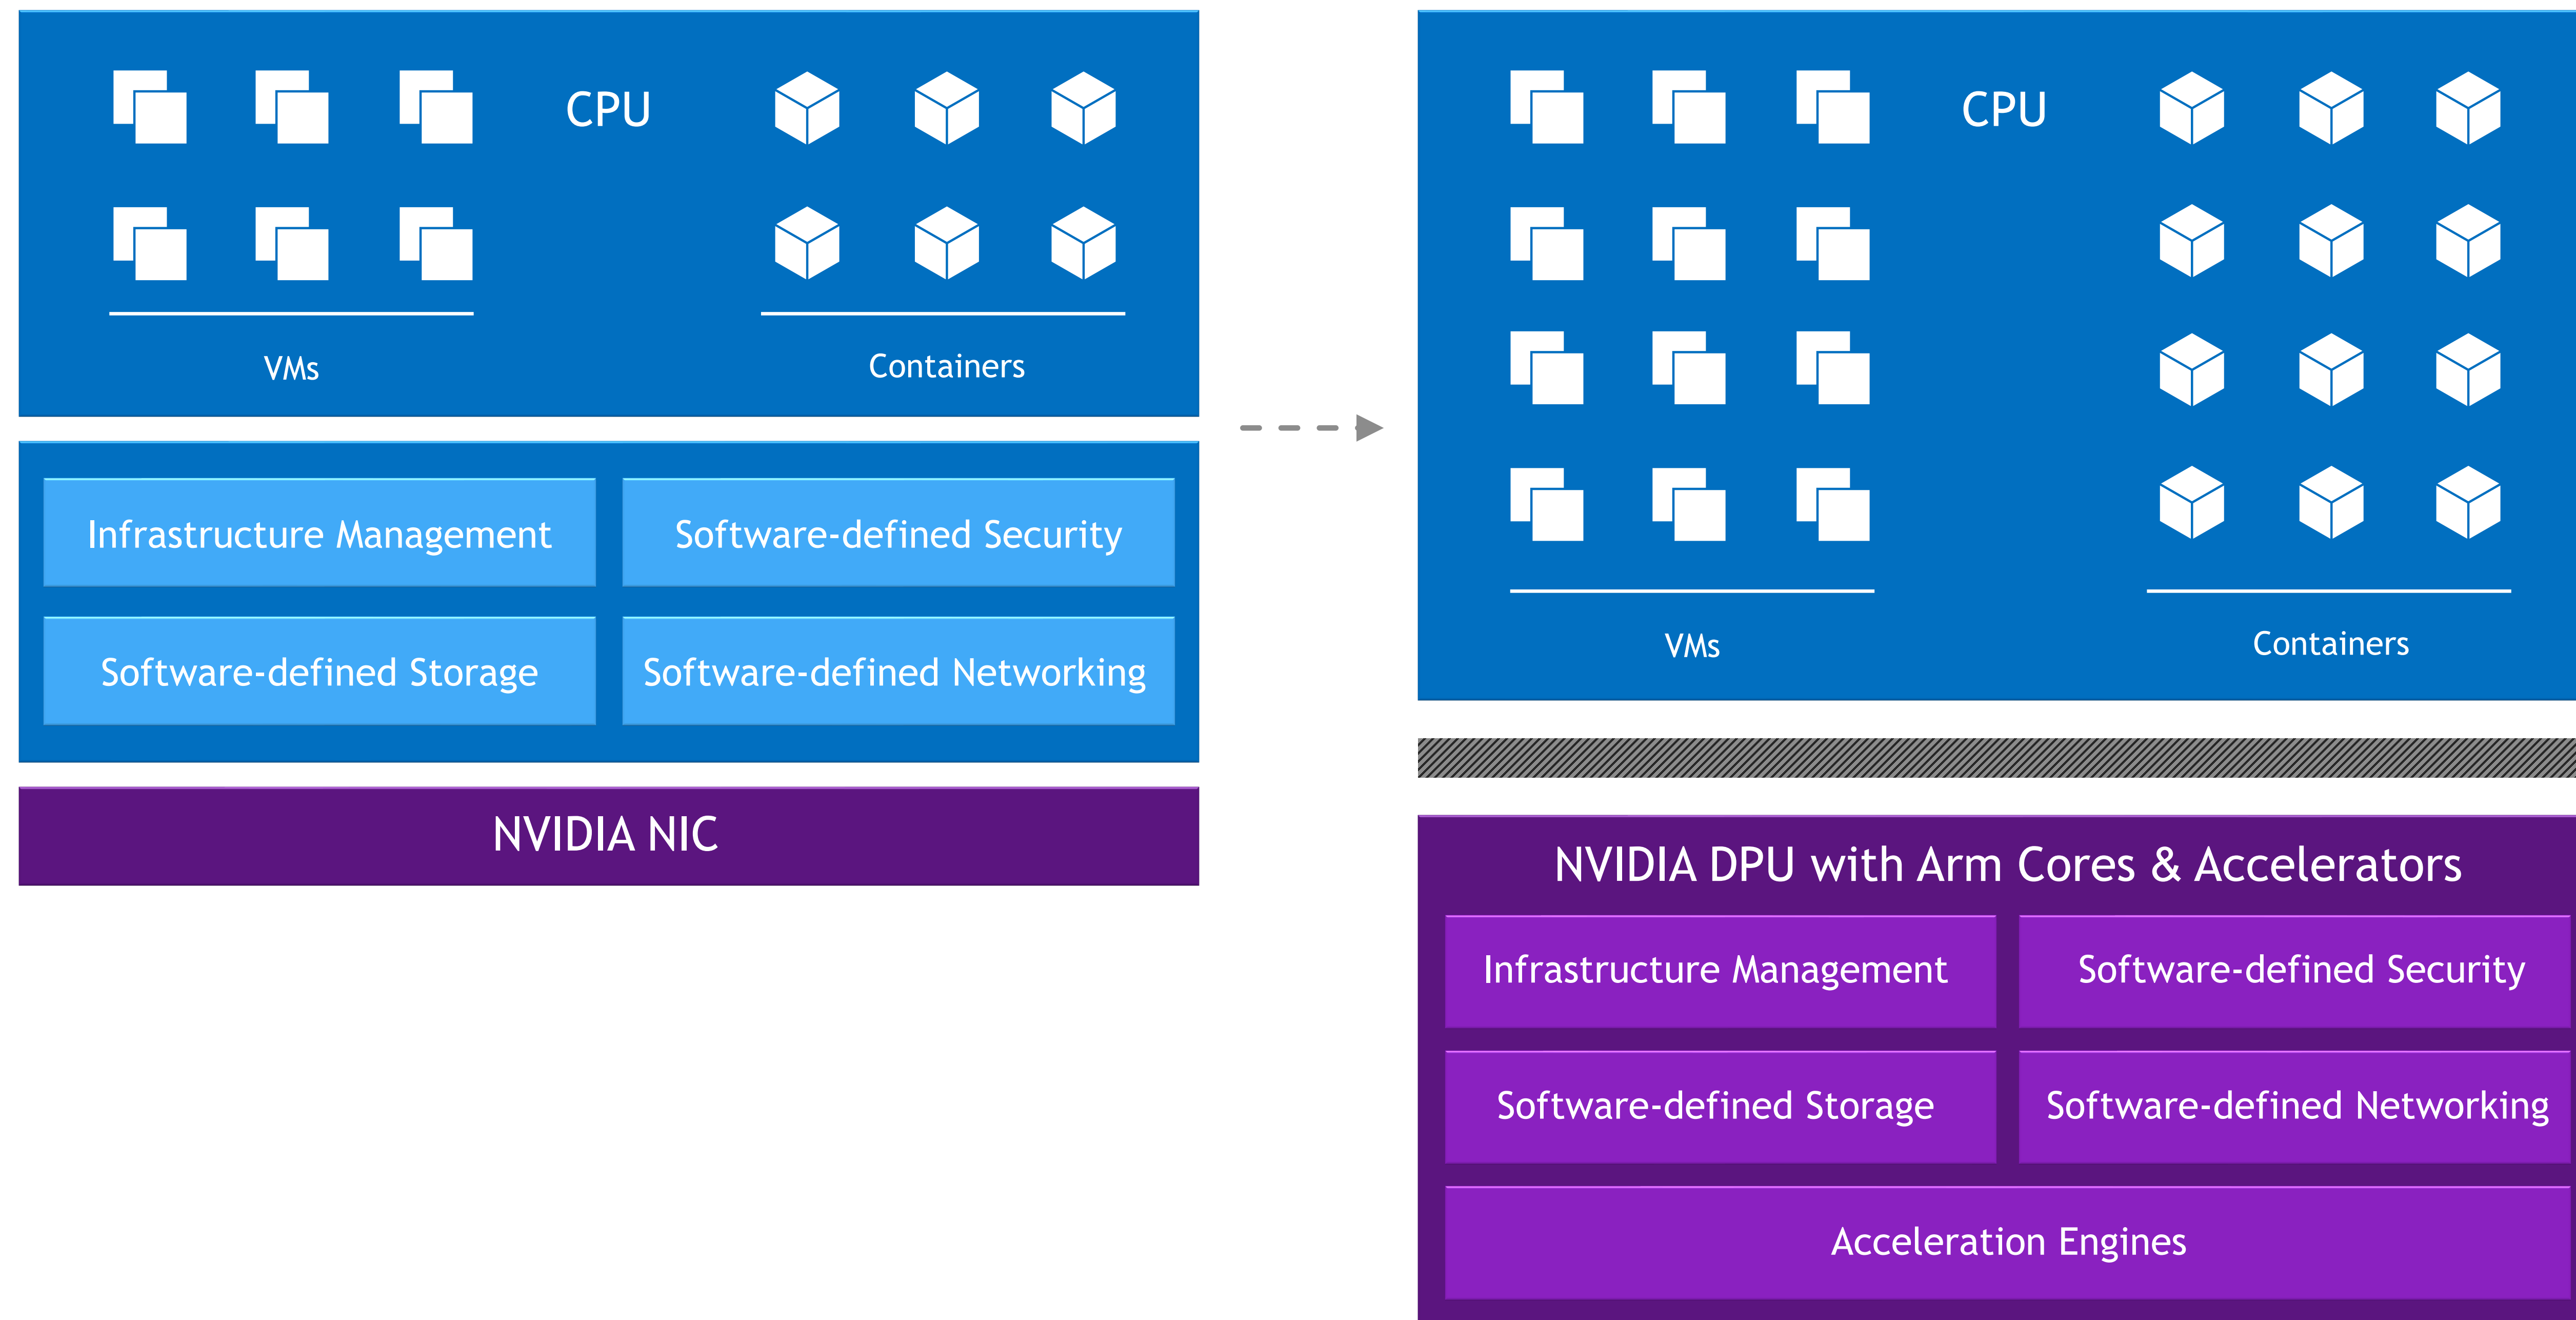 CPU
VMs
Containers
Infrastructure Management
Software-defined Security
Software-defined Storage
Software-defined Networking
NVIDIA NIC
CPU
VMs
Containers
NVIDIA DPU with Arm Cores & Accelerators
Infrastructure Management
Software-defined Security
Software-defined Storage
Software-defined Networking
Acceleration Engines